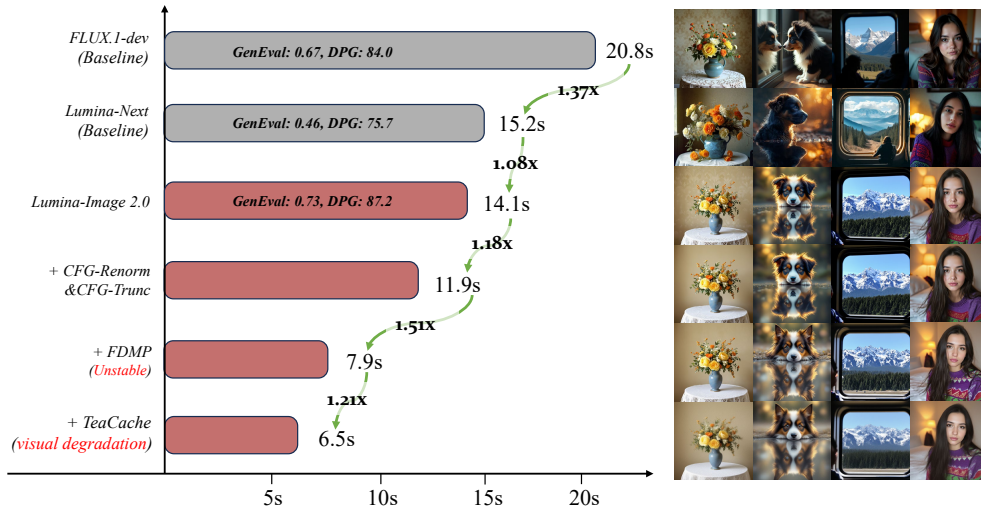 FLUX.1-dev
(Baseline)
GenEval: 0.67, DPG: 84.0
20.8s
1.37x
Lumina-Next
(Baseline)
GenEval: 0.46, DPG: 75.7
15.2s
1.08x
Lumina-Image 2.0
GenEval: 0.73, DPG: 87.2
14.1s
1.18x
+ CFG-Renorm
&CFG-Trunc
11.9s
1.51x
+ FDMP
(Unstable)
7.9s
1.21x
+ TeaCache
(visual degradation)
6.5s
5s 10s 15s 20s